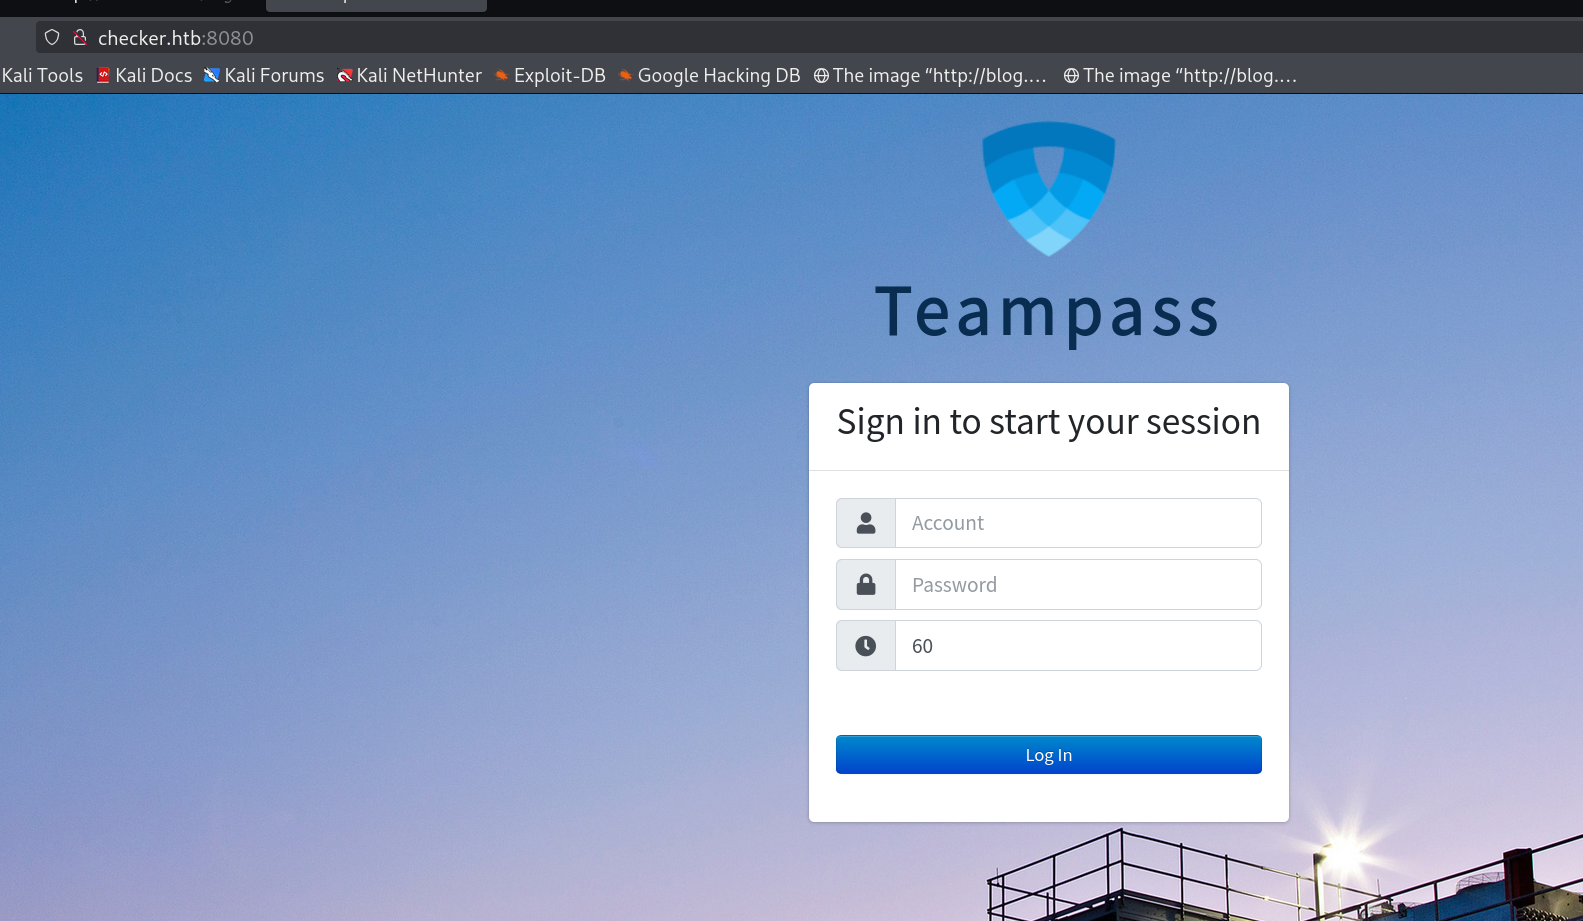 checker.htb:8080
Kali Tools Kali Docs Kali Forums Kali NetHunter Exploit-DB Google Hacking DB The image “http://blog.… The image “http://blog.…
Teampass
Sign in to start your session
Account
Password
60
Log In